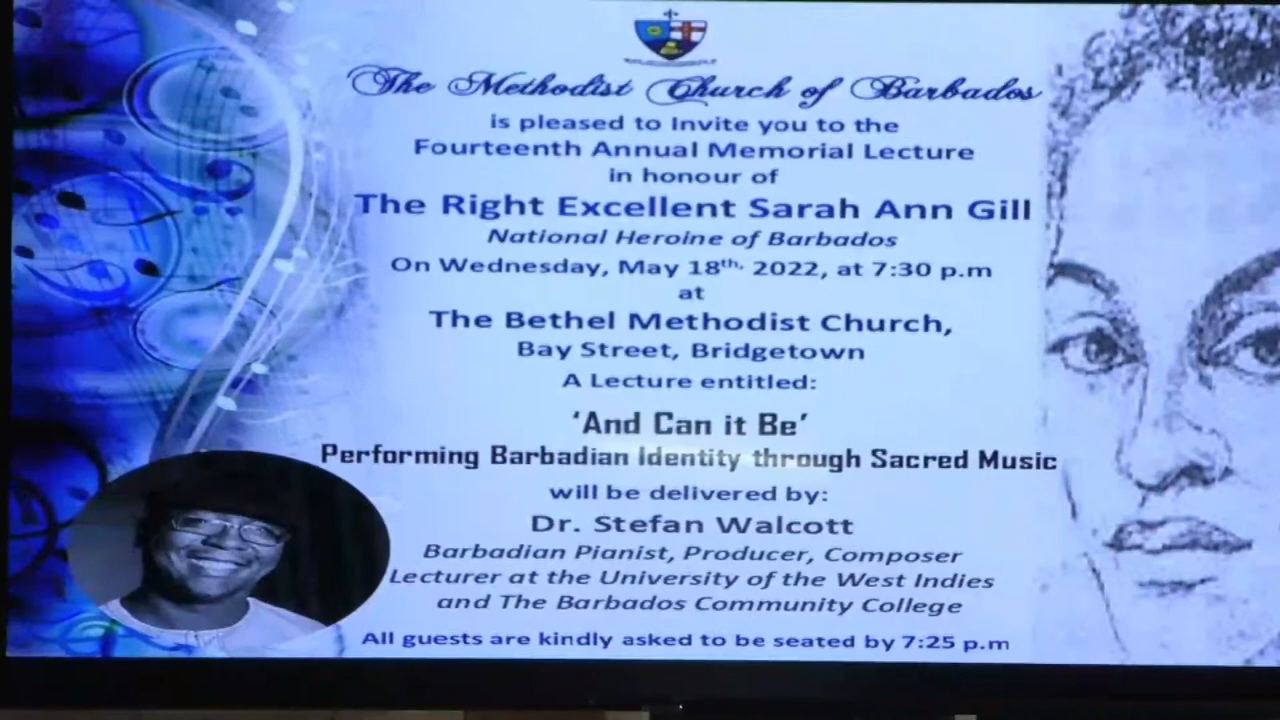 The Methodist Church of Barbados
is pleased to Invite you to the
Fourteenth Annual Memorial Lecture
in honour of
The Right Excellent Sarah Ann Gill
National Heroine of Barbados
On Wednesday, May 18th, 2022, at 7:30 p.m
at
The Bethel Methodist Church,
Bay Street, Bridgetown
A Lecture entitled:
‘And Can it Be’
Performing Barbadian Identity through Sacred Music
will be delivered by:
Dr. Stefan Walcott
Barbadian Pianist, Producer, Composer
Lecturer at the University of the West Indies
and The Barbados Community College
All guests are kindly asked to be seated by 7:25 p.m